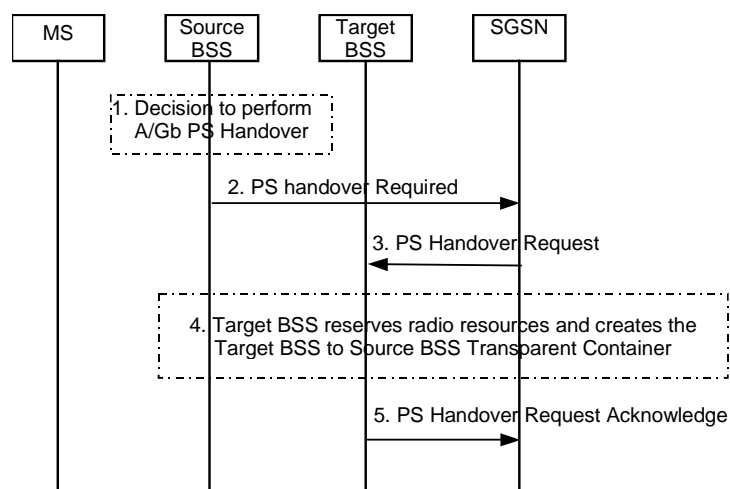 MS
Source
BSS
Target
BSS
SGSN
1. Decision to perform
A/Gb PS Handover
2. PS handover Required
3. PS Handover Request
4. Target BSS reserves radio resources and creates the
Target BSS to Source BSS Transparent Container
5. PS Handover Request Acknowledge